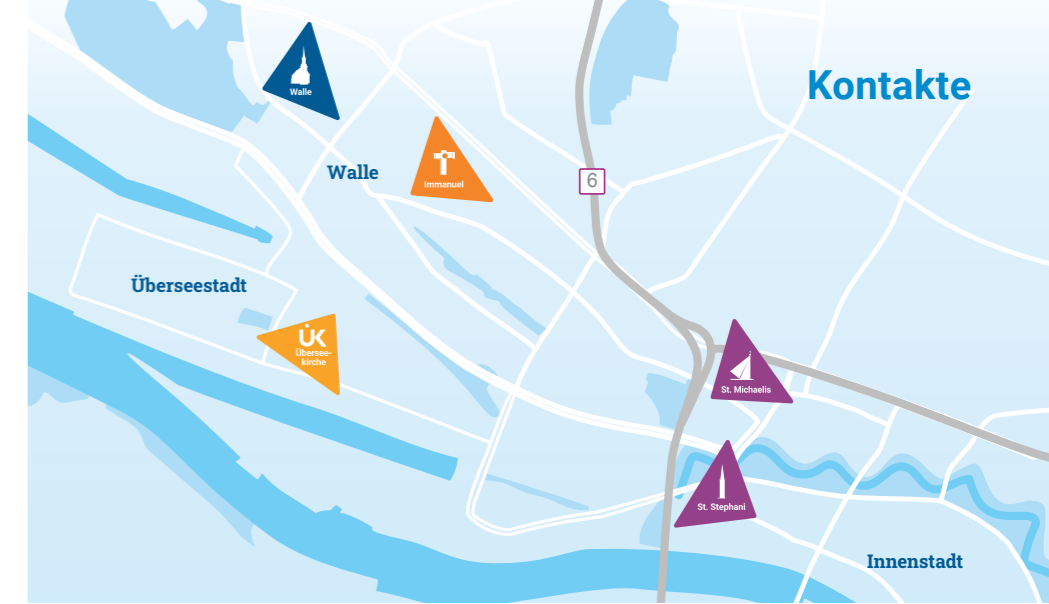 Kontakte
Walle
Walle
Immanuel
6
Überseestadt
ÜK
Übersee-
kirche
St. Michaelis
St. Stephani
Innenstadt